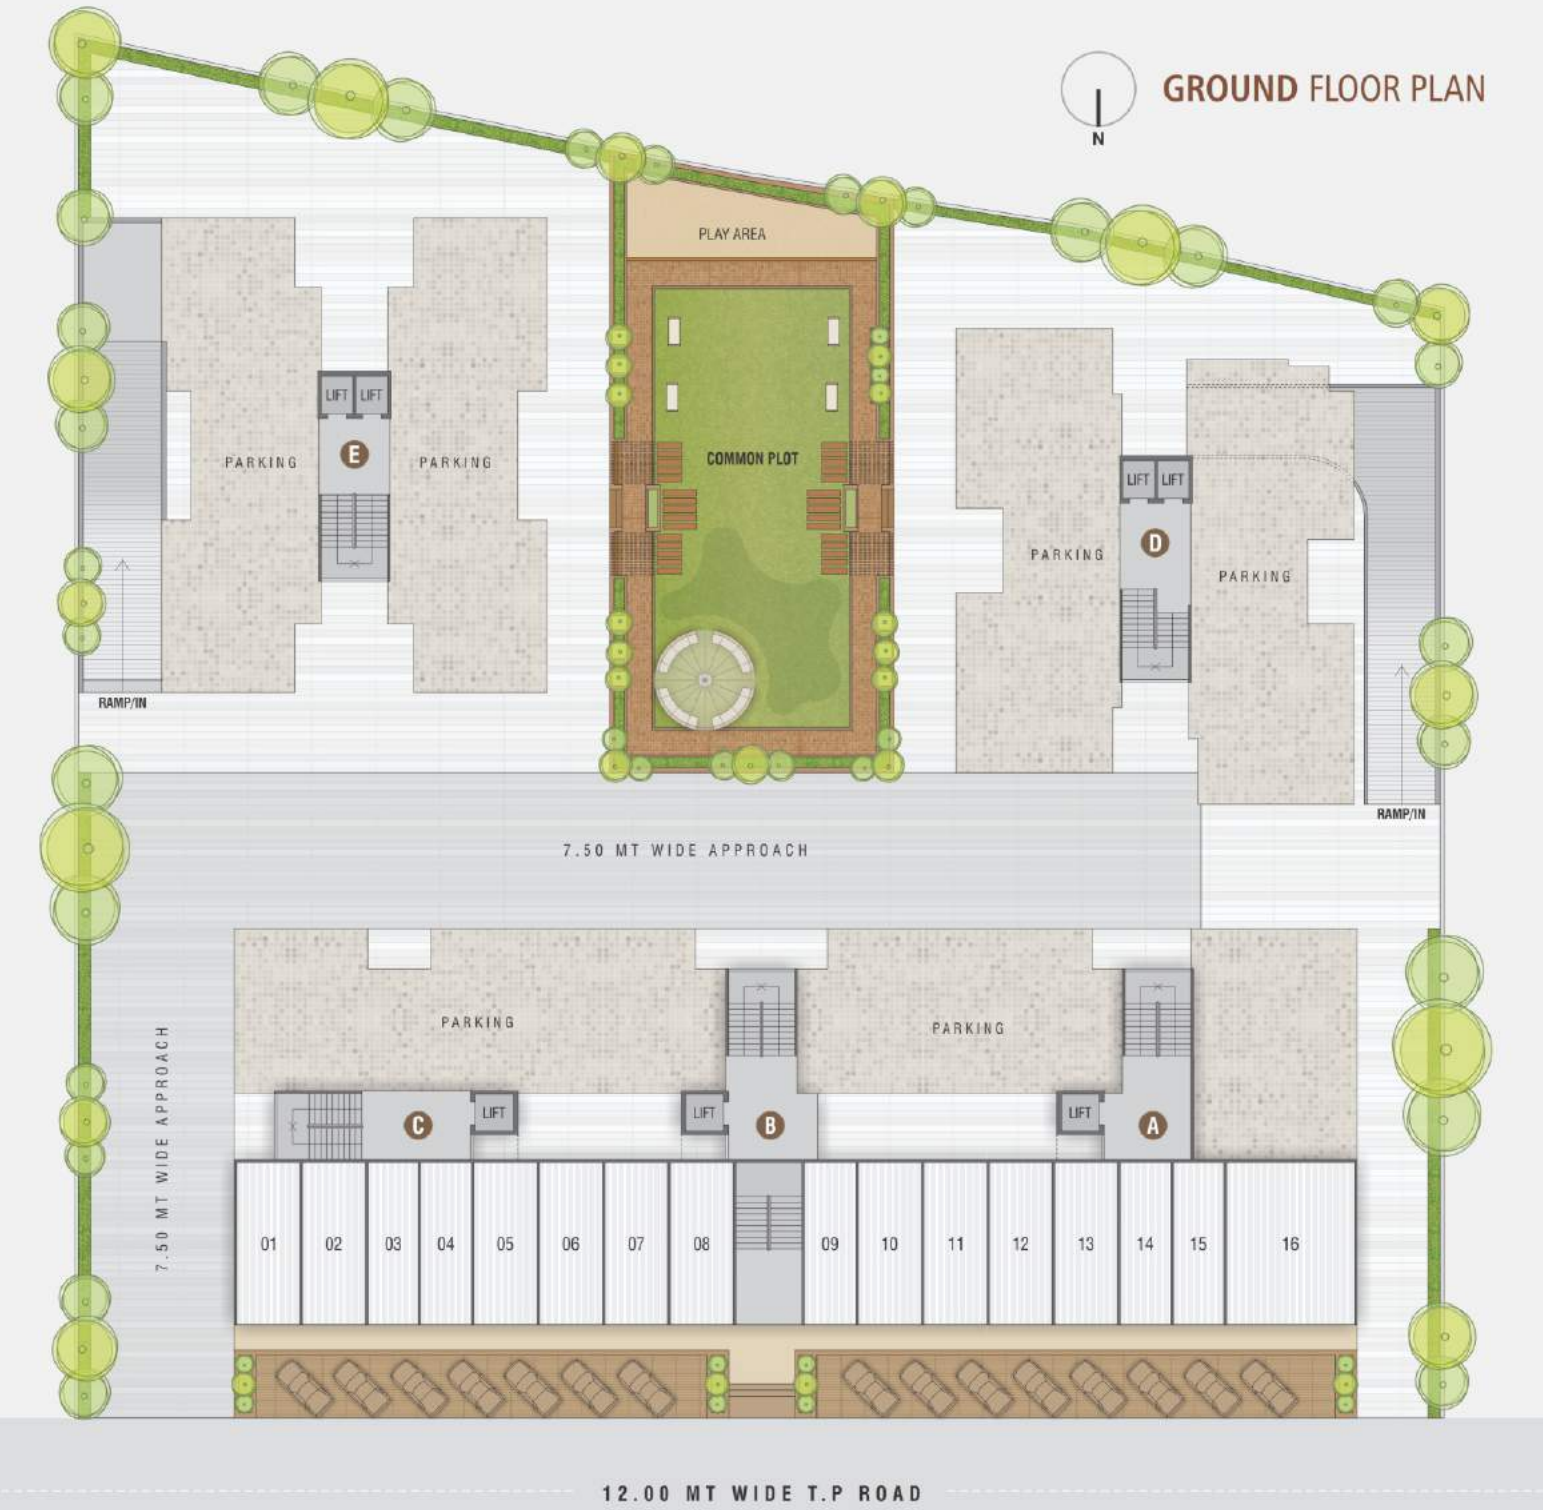 GROUND FLOOR PLAN
N
PLAY AREA
LIFT LIFT
E
PARKING
PARKING
COMMON PLOT
LIFT LIFT
D
PARKING
PARKING
RAMP/IN
RAMP/IN
7.50 MT WIDE APPROACH
7.50 MT WIDE APPROACH
PARKING
PARKING
C
LIFT
LIFT
B
LIFT
A
01 02 03 04 05 06 07 08 09 10 11 12 13 14 15 16
12.00 MT WIDE T.P ROAD